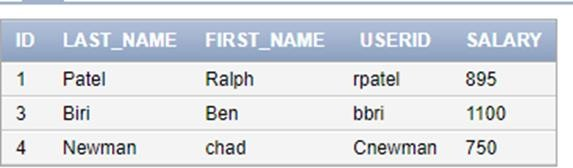 ID LAST_NAME FIRST_NAME USERID SALARY
1 Patel Ralph rpatel 895
3 Biri Ben bbri 1100
4 Newman chad Cnewman 750